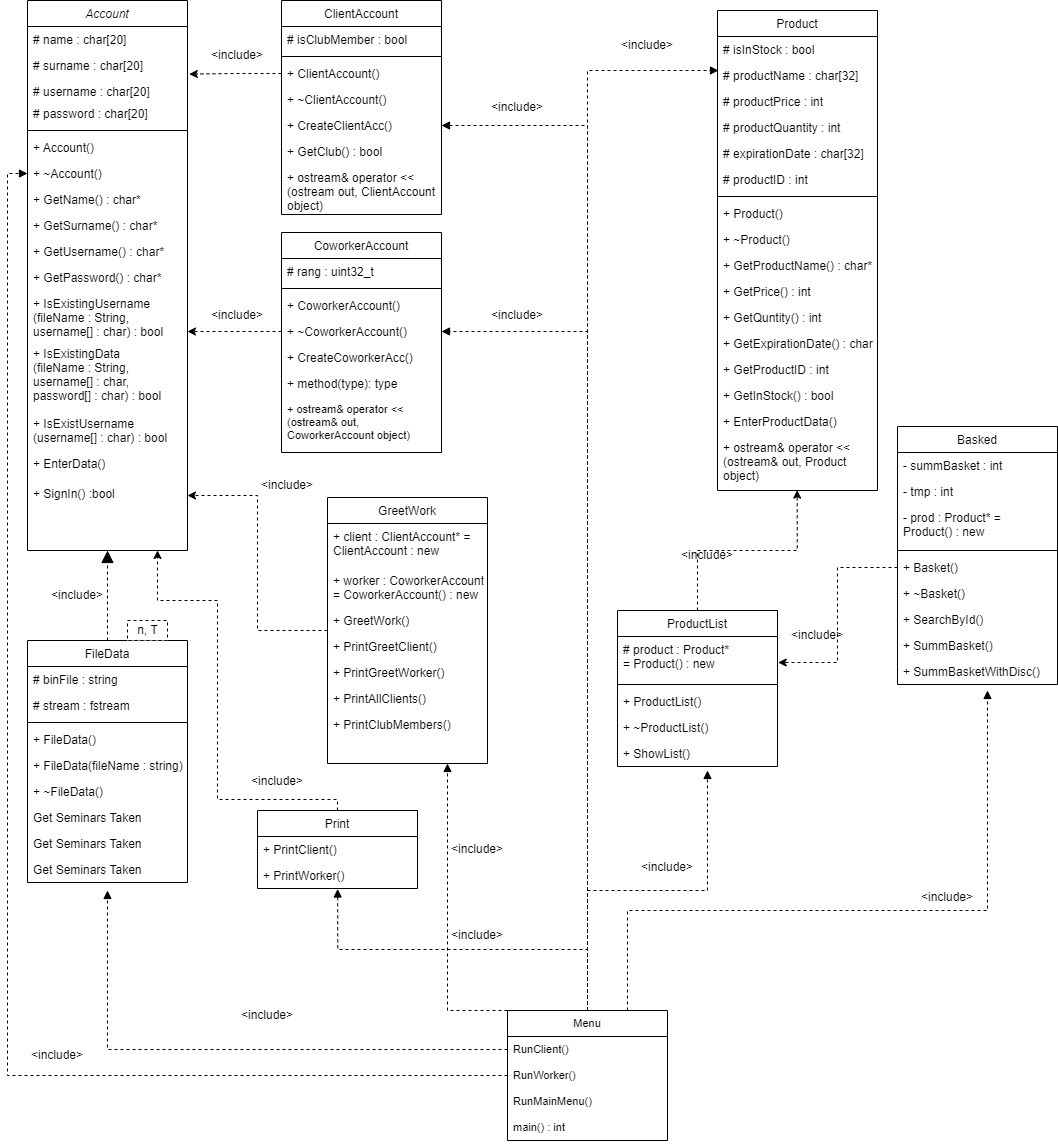 Account
# name : char[20]
# surname : char[20]
# username : char[20]
# password : char[20]
+ Account()
+ ~Account()
+ GetName() : char*
+ GetSurname() : char*
+ GetUsername() : char*
+ GetPassword() : char*
+ IsExistingUsername
(fileName : String,
username[] : char) : bool
+ IsExistingData
(fileName : String,
username[] : char,
password[] : char) : bool
+ IsExistUsername
(username[] : char) : bool
+ EnterData()
+ SignIn() :bool
<include>
ClientAccount
# isClubMember : bool
+ ClientAccount()
+ ~ClientAccount()
+ CreateClientAcc()
+ GetClub() : bool
+ ostream& operator <<
(ostream out, ClientAccount
object)
<include>
<include>
CoworkerAccount
# rang : uint32_t
+ CoworkerAccount()
+ ~CoworkerAccount()
+ CreateCoworkerAcc()
+ method(type): type
+ ostream& operator <<
(ostream& out,
CoworkerAccount object)
<include>
<include>
<include>
Product
# isInStock : bool
# productName : char[32]
# productPrice : int
# productQuantity : int
# expirationDate : char[32]
# productID : int
+ Product()
+ ~Product()
+ GetProductName() : char*
+ GetPrice() : int
+ GetQuntity() : int
+ GetExpirationDate() : char
+ GetProductID : int
+ GetInStock() : bool
+ EnterProductData()
+ ostream& operator <<
(ostream& out, Product
object)
Basked
- summBasket : int
- tmp : int
- prod : Product* =
Product() : new
+ Basket()
+ ~Basket()
+ SearchById()
+ SummBasket()
+ SummBasketWithDisc()
<include>
GreetWork
+ client : ClientAccount* =
ClientAccount : new
+ worker : CoworkerAccount
= CoworkerAccount() : new
+ GreetWork()
+ PrintGreetClient()
+ PrintGreetWorker()
+ PrintAllClients()
+ PrintClubMembers()
<include>
<include>
ProductList
# product : Product*
= Product() : new
+ ProductList()
+ ~ProductList()
+ ShowList()
<include>
<include>
n, T
FileData
# binFile : string
# stream : fstream
+ FileData()
+ FileData(fileName : string)
+ ~FileData()
Get Seminars Taken
Get Seminars Taken
Get Seminars Taken
<include>
Print
+ PrintClient()
+ PrintWorker()
<include>
<include>
<include>
<include>
<include>
<include>
Menu
RunClient()
RunWorker()
RunMainMenu()
main() : int